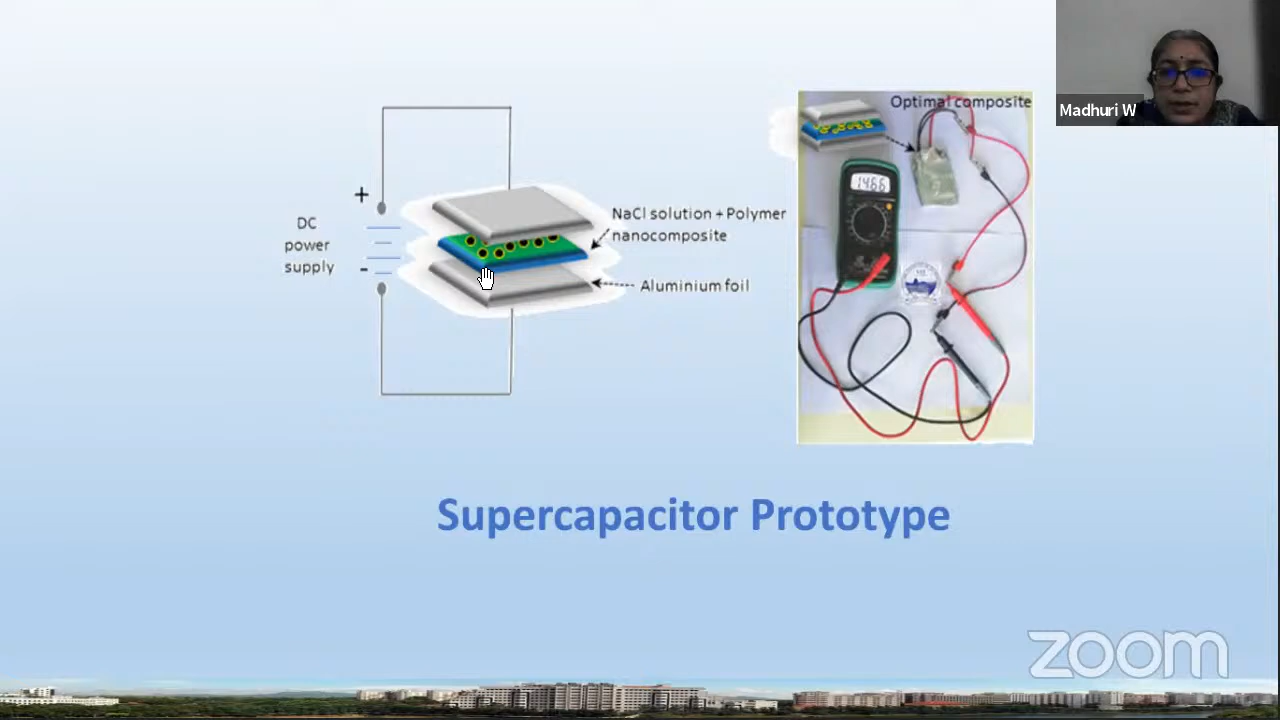 Optimal composite
Madhuri W
1466
+
DC
power
supply
-
NaCl solution + Polymer
nanocomposite
Aluminium foil
Supercapacitor Prototype
zoom